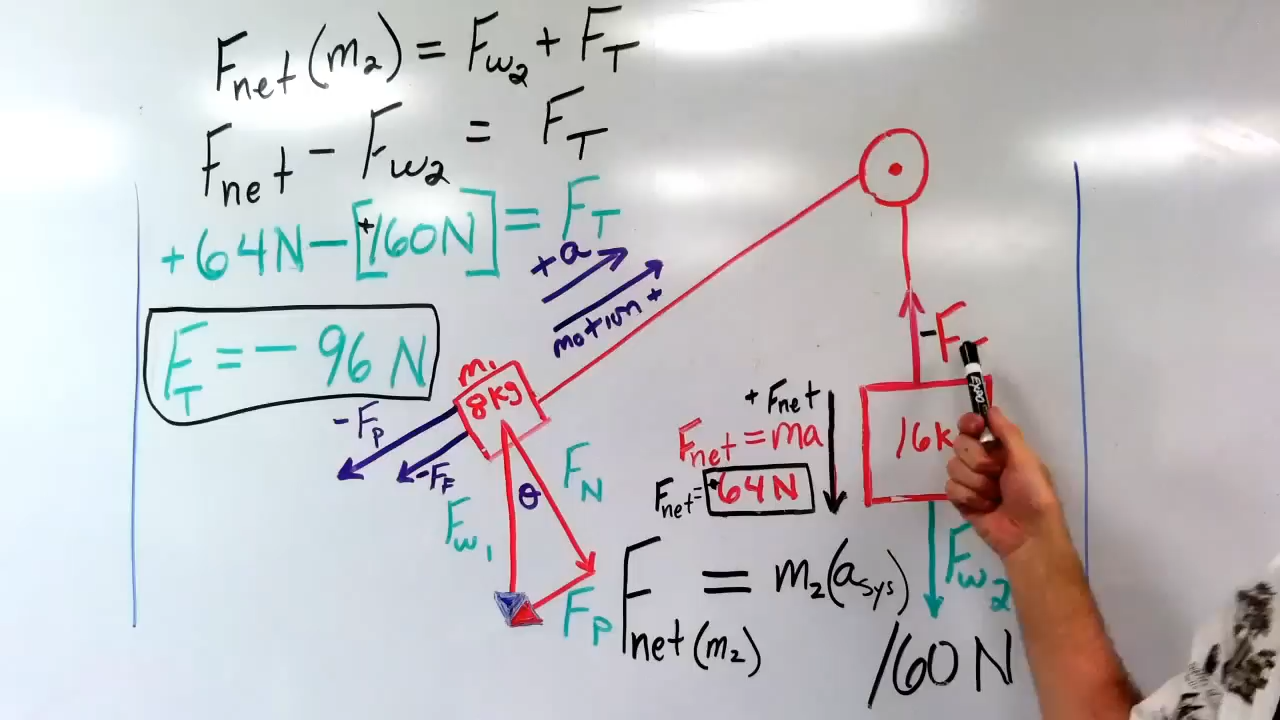 Fnet(m₂) = Fw₂ + FT
Fnet - Fw₂ = FT
+64N - [+160N] = FT
FT = - 96 N
+ a
motion +
m₁
8kg
-FP
-FF
θ
FN
Fw₁
FP
-FT
+ Fnet
Fnet = ma
Fnet = +64N
16k
Fw₂
160N
Fnet(m₂) = m₂(asys)
EXPO